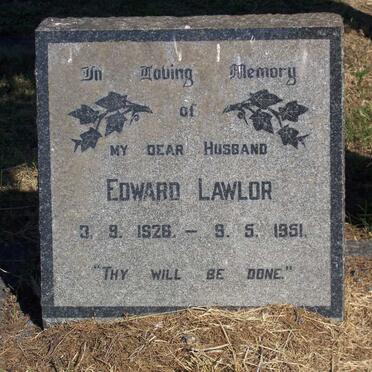 In Loving Memory
of
MY DEAR HUSBAND
EDWARD LAWLOR
3. 9. 1926. – 9. 5. 1951.
"THY WILL BE DONE."